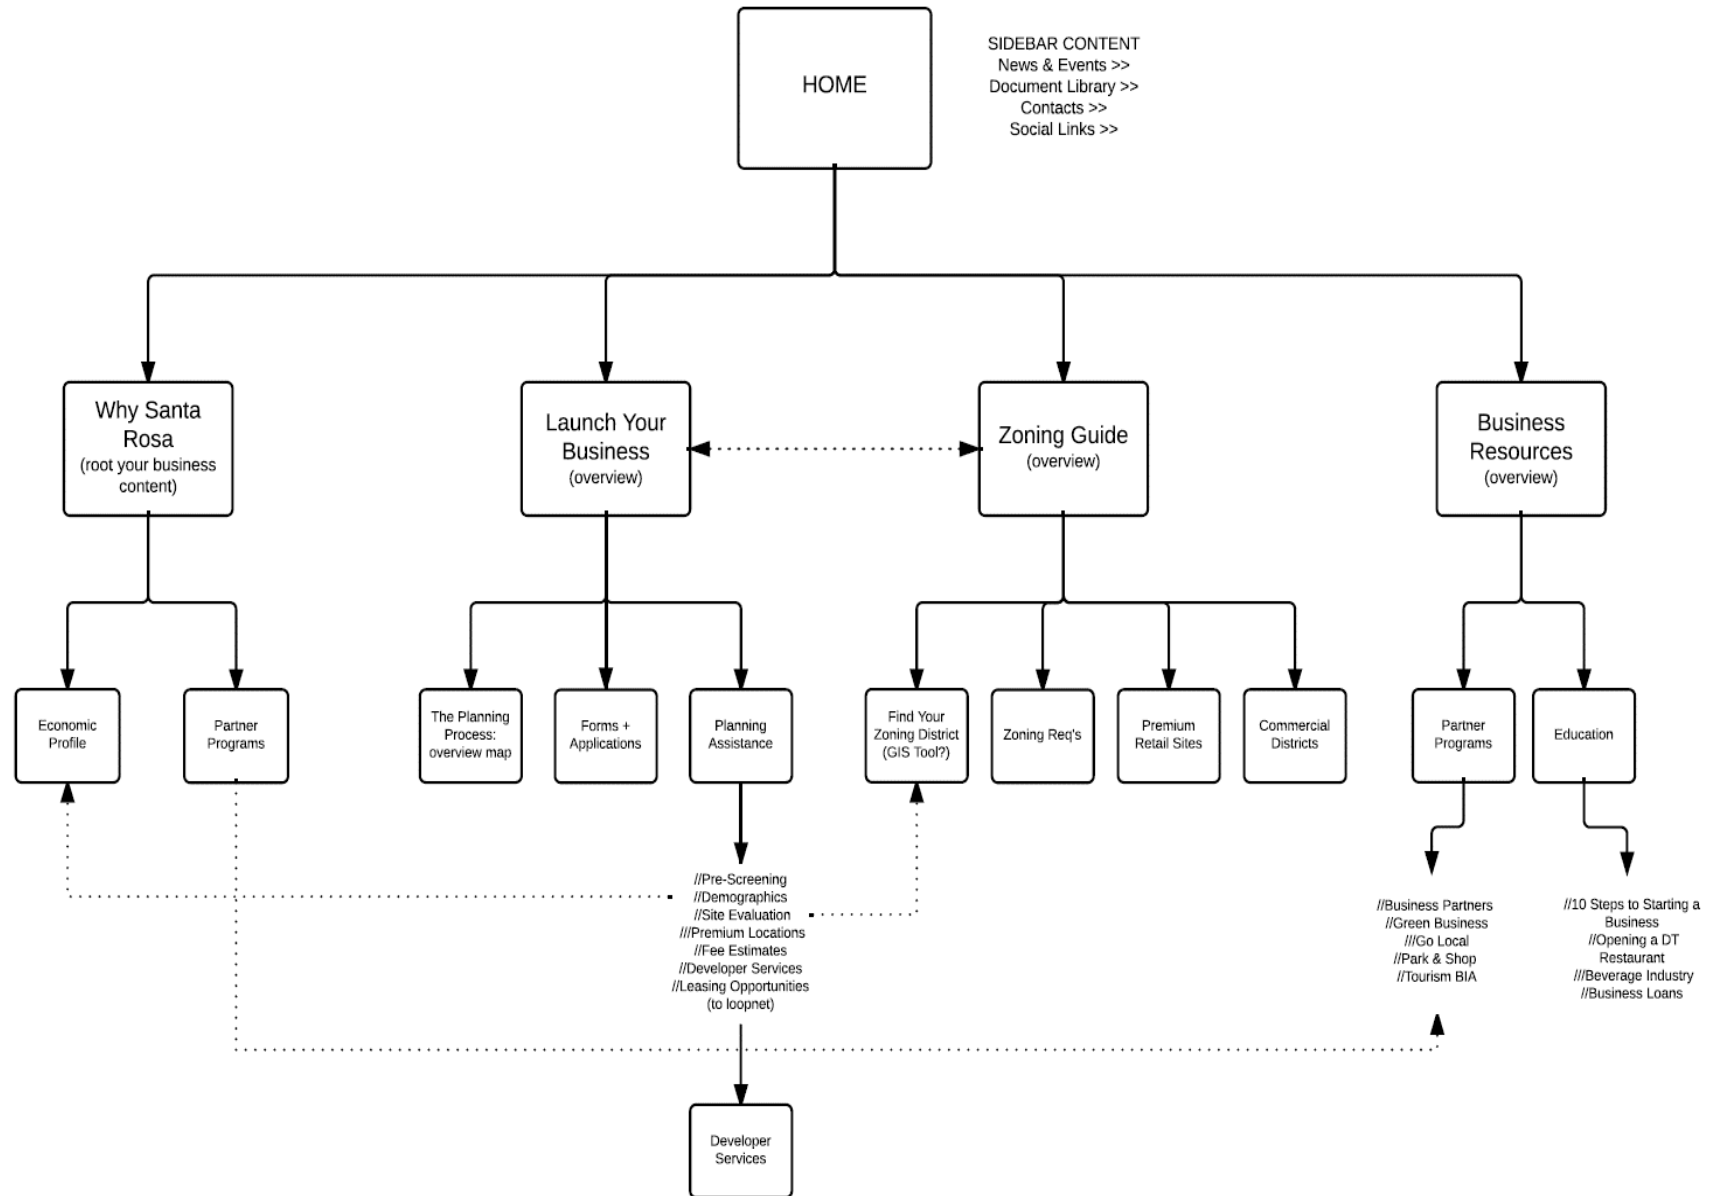 HOME
SIDEBAR CONTENT
News & Events >>
Document Library >>
Contacts >>
Social Links >>
Why Santa
Rosa
(root your business
content)
Launch Your
Business
(overview)
Zoning Guide
(overview)
Business
Resources
(overview)
Economic
Profile
Partner
Programs
The Planning
Process:
overview map
Forms +
Applications
Planning
Assistance
Find Your
Zoning District
(GIS Tool?)
Zoning Req's
Premium
Retail Sites
Commercial
Districts
Partner
Programs
Education
//Pre-Screening
//Demographics
//Site Evaluation
///Premium Locations
//Fee Estimates
//Developer Services
//Leasing Opportunities
(to loopnet)
//Business Partners
//Green Business
///Go Local
//Park & Shop
//Tourism BIA
//10 Steps to Starting a
Business
//Opening a DT
Restaurant
///Beverage Industry
//Business Loans
Developer
Services